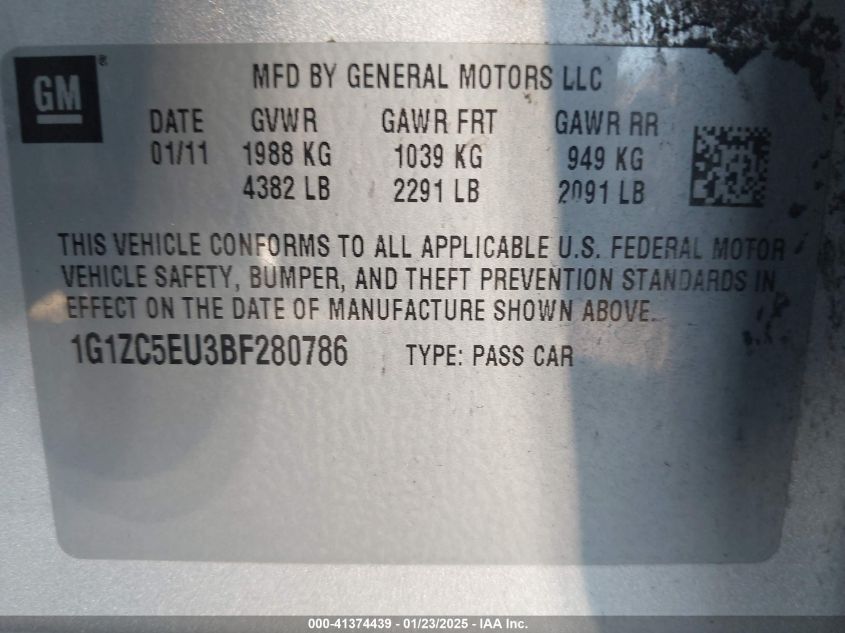 GM®
MFD BY GENERAL MOTORS LLC
DATE GVWR GAWR FRT GAWR RR
01/11 1988 KG 1039 KG 949 KG
4382 LB 2291 LB 2091 LB
THIS VEHICLE CONFORMS TO ALL APPLICABLE U.S. FEDERAL MOTOR
VEHICLE SAFETY, BUMPER, AND THEFT PREVENTION STANDARDS IN
EFFECT ON THE DATE OF MANUFACTURE SHOWN ABOVE.
1G1ZC5EU3BF280786 TYPE: PASS CAR
000-41374439 - 01/23/2025 - IAA Inc.